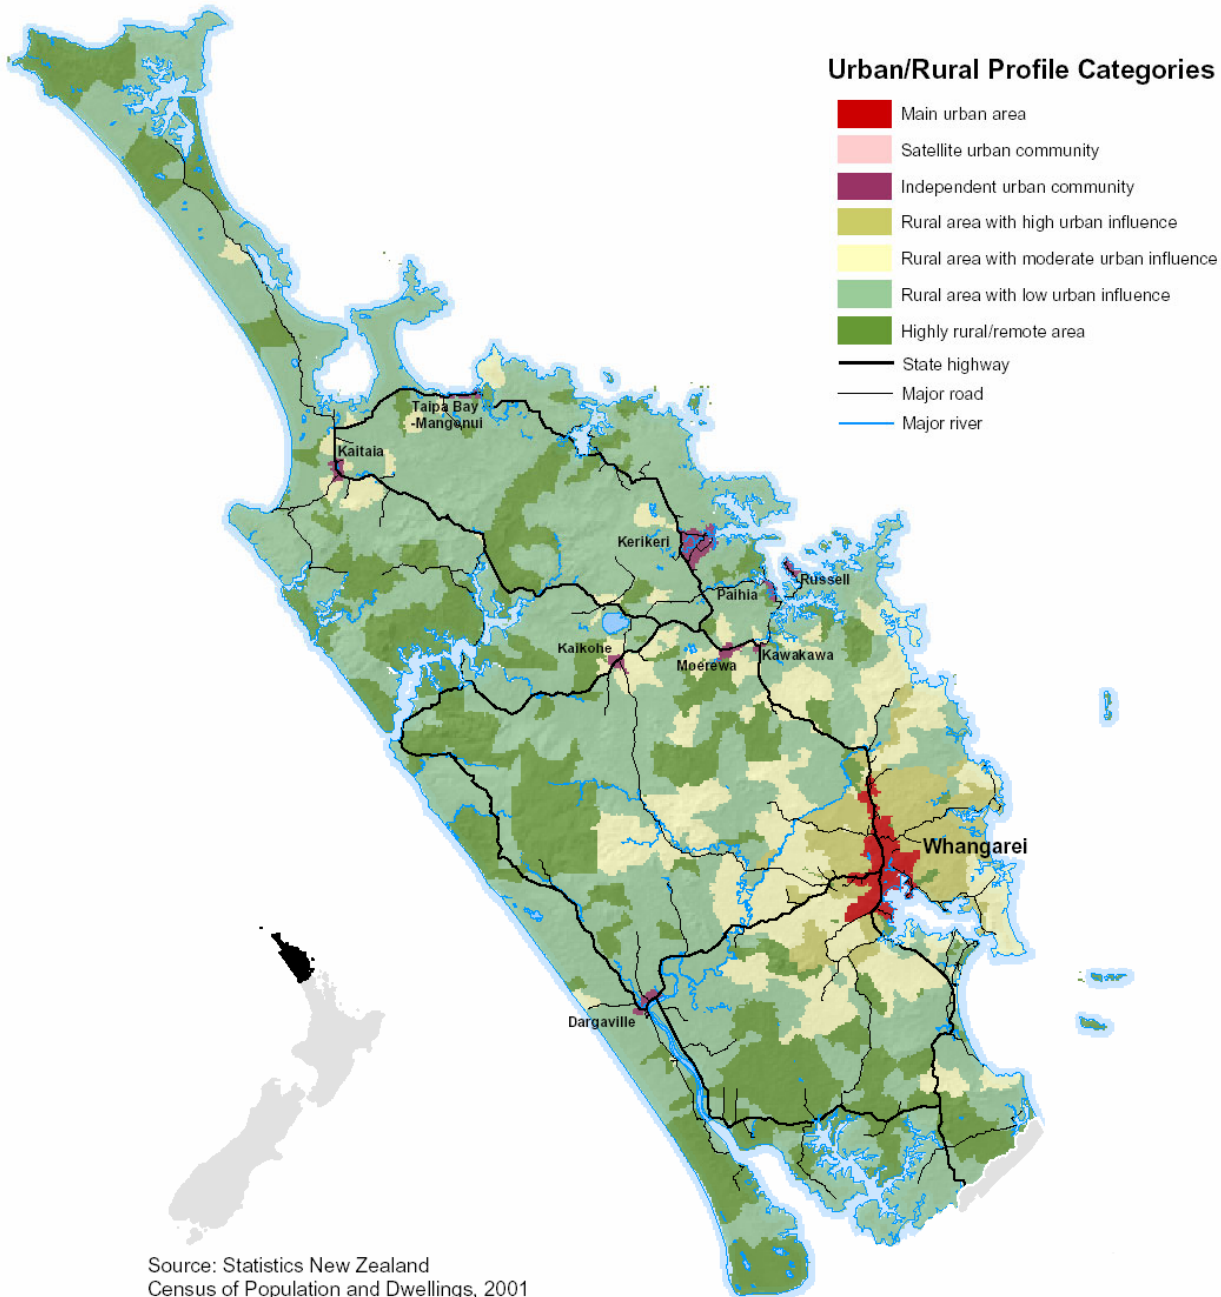 Urban/Rural Profile Categories
Main urban area
Satellite urban community
Independent urban community
Rural area with high urban influence
Rural area with moderate urban influence
Rural area with low urban influence
Highly rural/remote area
State highway
Major road
Major river
Taipa Bay
-Mangonui
Kaitaia
Kerikeri
Russell
Paihia
Kaikohe
Moerewa
Kawakawa
Whangarei
Dargaville
Source: Statistics New Zealand
Census of Population and Dwellings, 2001